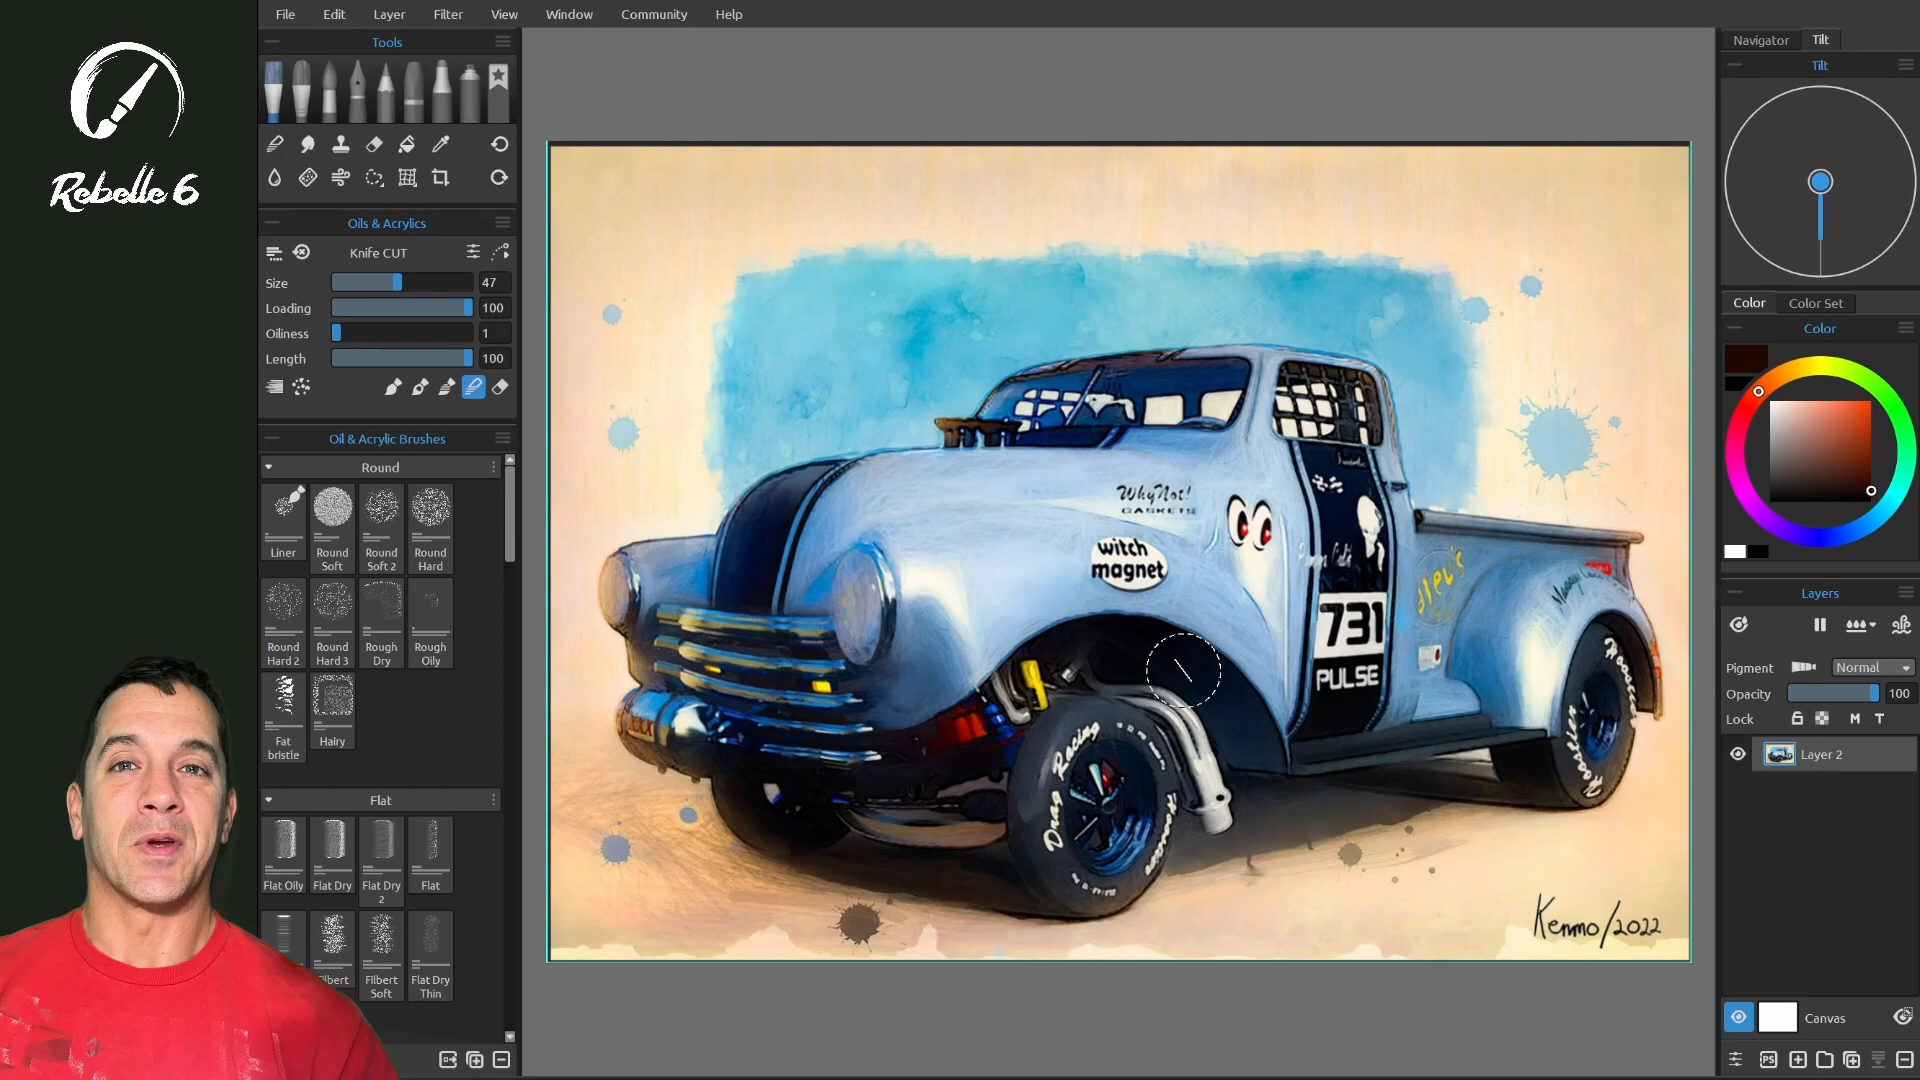 Rebelle 6
File Edit Layer Filter View Window Community Help
Tools
Oils & Acrylics
Knife CUT
Size 47
Loading 100
Oiliness 1
Length 100
Oil & Acrylic Brushes
Round
Liner Round Soft Round Soft 2 Round Hard
Round Hard 2 Round Hard 3 Rough Dry Rough Oily
Fat bristle Hairy
Flat
Flat Oily Flat Dry Flat Dry 2 Flat
Filbert Soft Flat Dry Thin
WhyNot!
GASKETS
witch
magnet
731
PULSE
Drag Racing
Hoosier
Hoosier
Kenmo/2022
Navigator Tilt
Tilt
Color Color Set
Color
Layers
Pigment Normal
Opacity 100
Lock M T
Layer 2
Canvas
PS